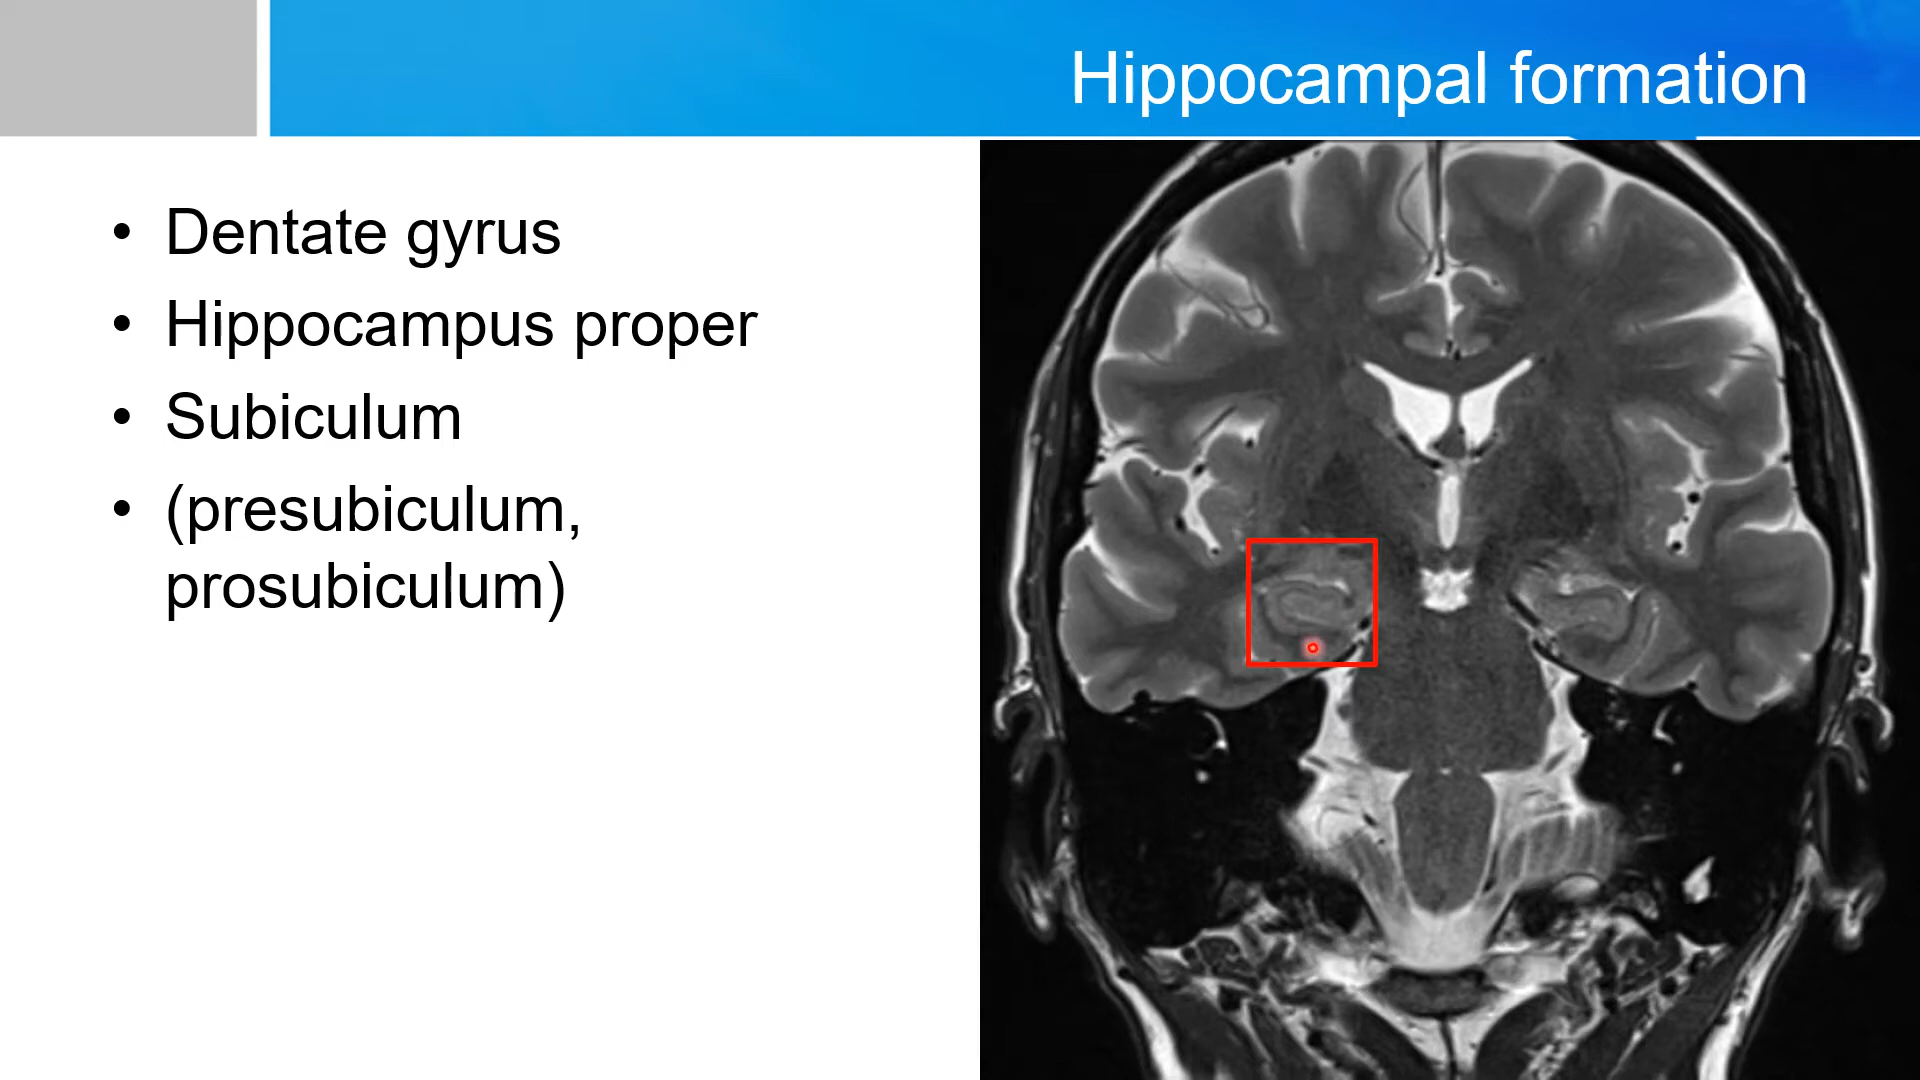 Hippocampal formation
• Dentate gyrus
• Hippocampus proper
• Subiculum
• (presubiculum,
prosubiculum)